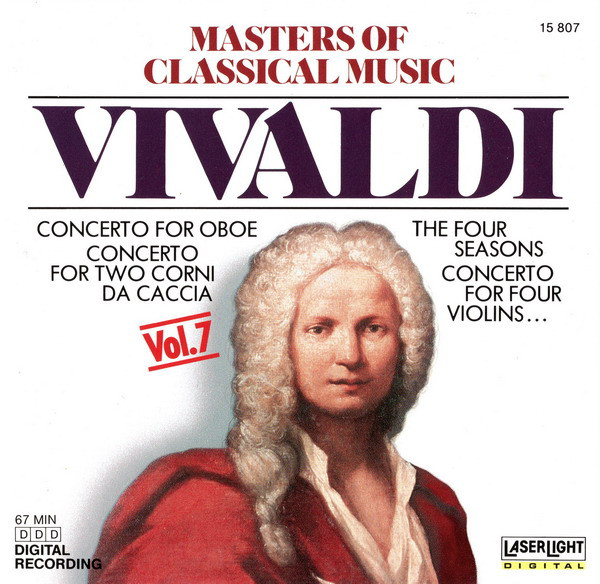 15 807
MASTERS OF
CLASSICAL MUSIC
VIVALDI
CONCERTO FOR OBOE
CONCERTO
FOR TWO CORNI
DA CACCIA
THE FOUR
SEASONS
CONCERTO
FOR FOUR
VIOLINS...
Vol.7
67 MIN
D D D
DIGITAL
RECORDING
LASERLIGHT
DIGITAL